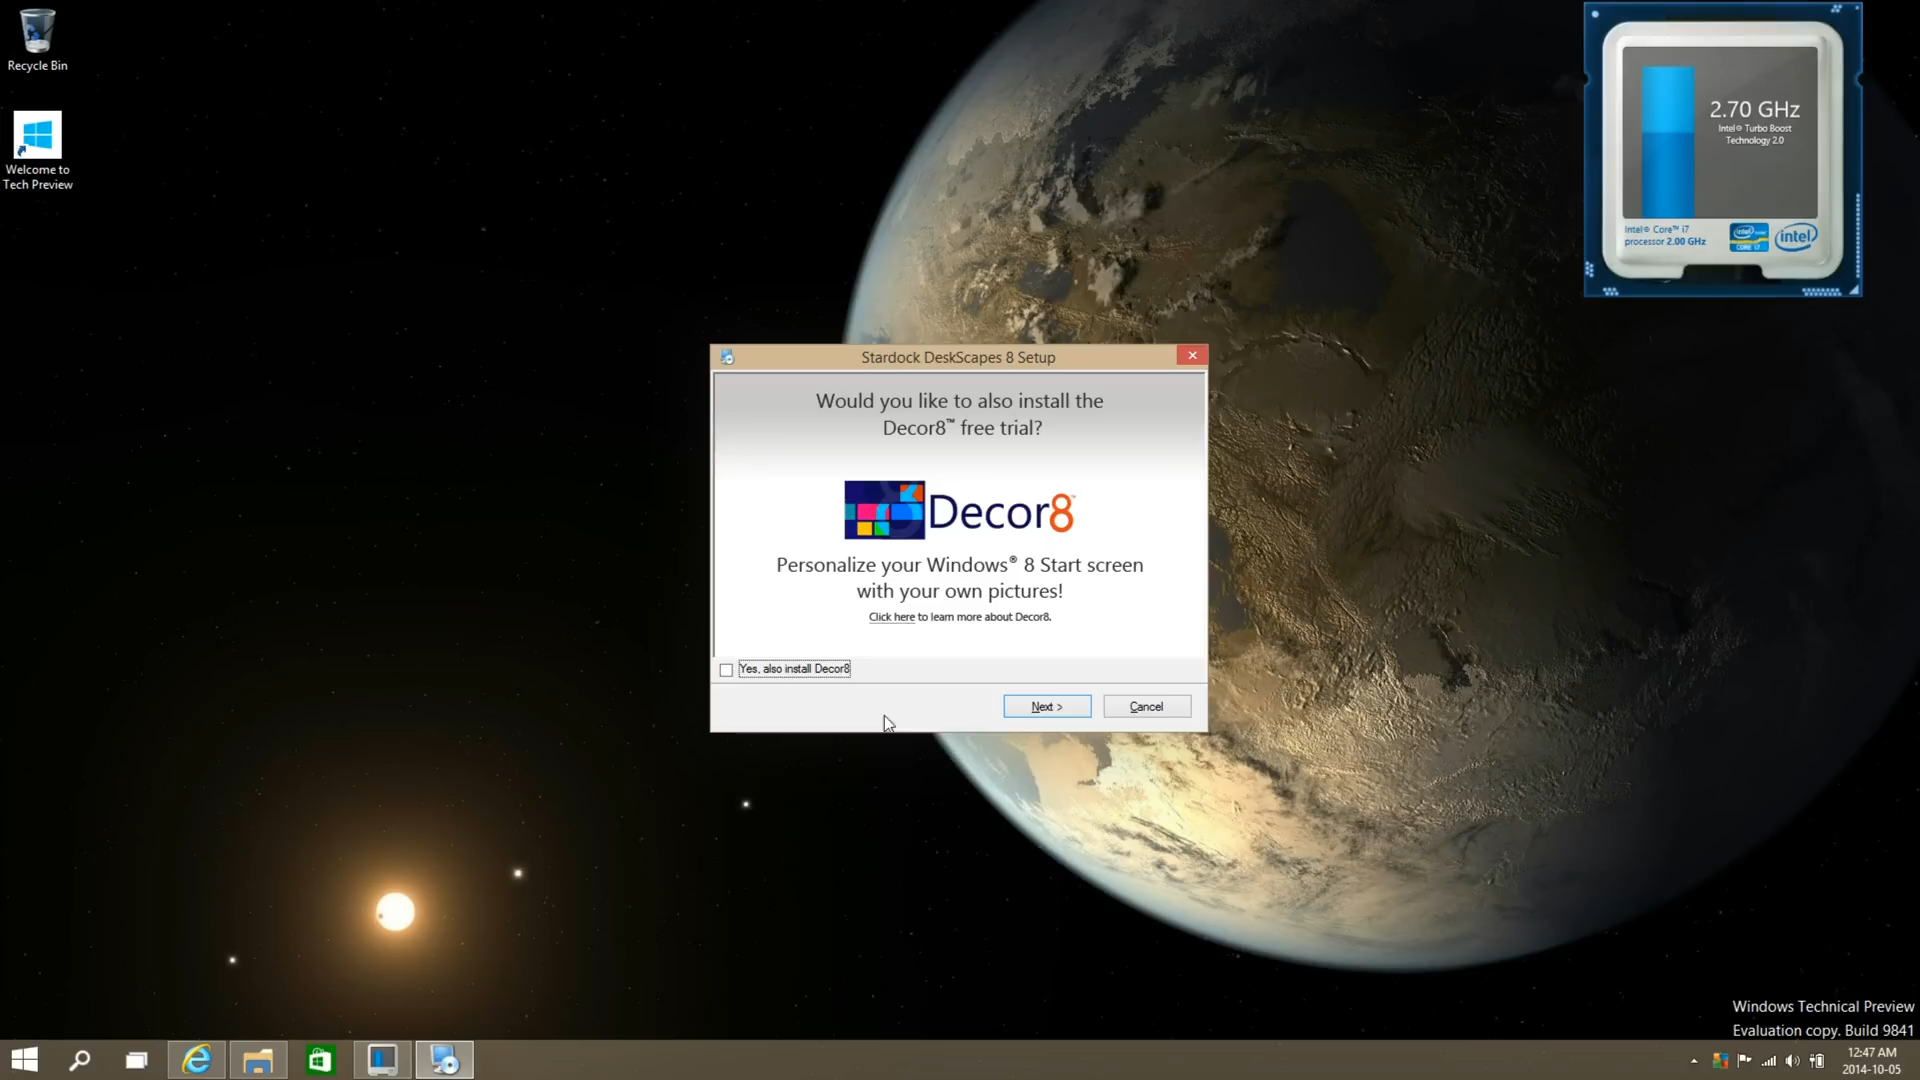 Recycle Bin
Welcome to
Tech Preview
2.70 GHz
Intel® Turbo Boost
Technology 2.0
Intel® Core™ i7
processor 2.00 GHz
intel
CORE i7
intel
Stardock DeskScapes 8 Setup
Would you like to also install the
Decor8™ free trial?
Decor8™
Personalize your Windows® 8 Start screen
with your own pictures!
Click here to learn more about Decor8.
Yes, also install Decor8
Next >
Cancel
Windows Technical Preview
Evaluation copy. Build 9841
12:47 AM
2014-10-05